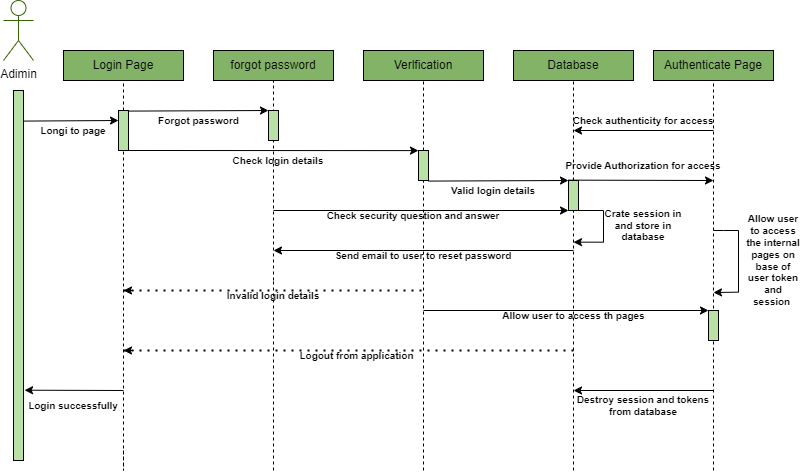 Adimin
Login Page
forgot password
Verification
Database
Authenticate Page
Longi to page
Forgot password
Check authenticity for access
Check login details
Provide Authorization for access
Valid login details
Check security question and answer
Crate session in
and store in
database
Allow user
to access
the internal
pages on
base of
user token
and
session
Send email to user to reset password
Invalid login details
Allow user to access th pages
Logout from application
Login successfully
Destroy session and tokens
from database